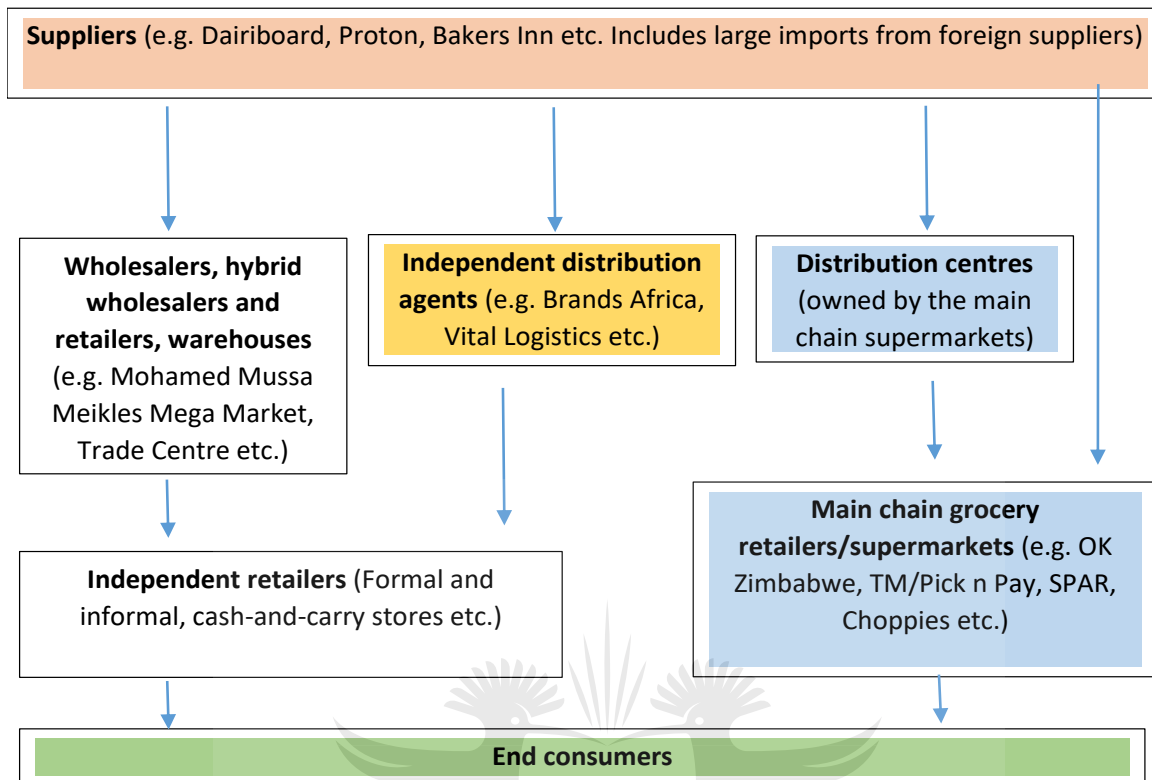 Suppliers (e.g. Dairiboard, Proton, Bakers Inn etc. Includes large imports from foreign suppliers)
Wholesalers, hybrid
wholesalers and
retailers, warehouses
(e.g. Mohamed Mussa
Meikles Mega Market,
Trade Centre etc.)
Independent distribution
agents (e.g. Brands Africa,
Vital Logistics etc.)
Distribution centres
(owned by the main
chain supermarkets)
Independent retailers (Formal and
informal, cash-and-carry stores etc.)
Main chain grocery
retailers/supermarkets (e.g. OK
Zimbabwe, TM/Pick n Pay, SPAR,
Choppies etc.)
End consumers